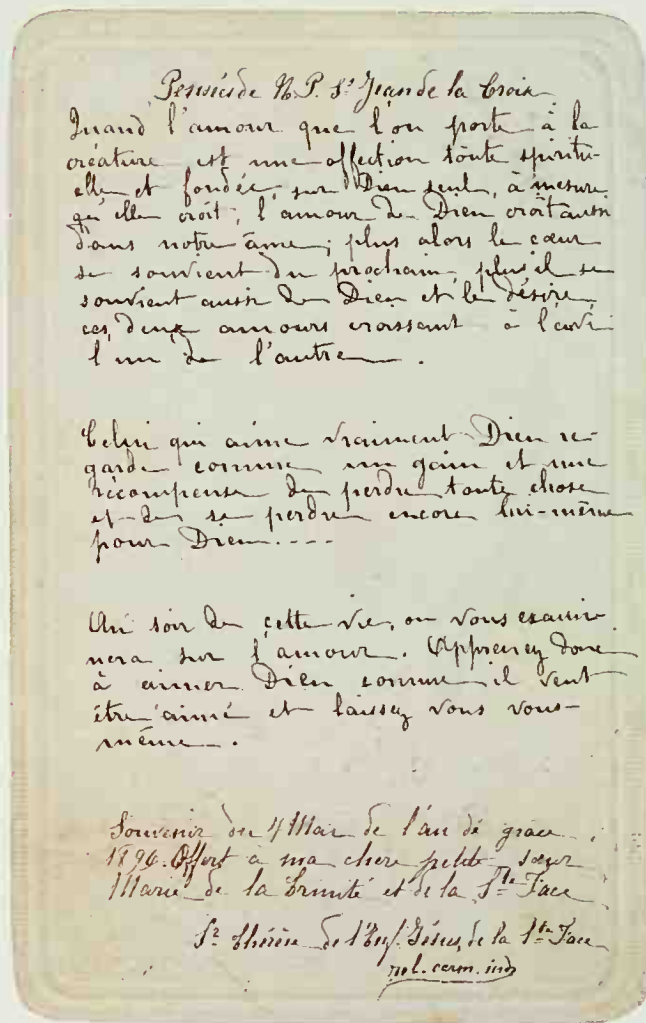 Pensées de N. P. St Jean de la Croix
Quand l'amour que l'on porte à la
créature est une affection toute spiritu-
elle et fondée sur Dieu seul, à mesure
qu'elle croît, l'amour de Dieu croît aussi
dans notre âme; plus alors le cœur
se souvient du prochain, plus il se
souvient aussi de Dieu et le désire,
ces deux amours croissant à l'envi
l'un de l'autre.
Celui qui aime vraiment Dieu re-
garde comme un gain et une
récompense de perdre toute chose
et de se perdre encore lui-même
pour Dieu....
Au soir de cette vie, on vous exami-
nera sur l'amour. Apprenez donc
à aimer Dieu comme il veut
être aimé et laissez vous vous-
même.
Souvenir du 4 Mai de l'an de grâce
1896. Offert à ma chère petite sœur
Marie de la Trinité et de la Ste Face
Sr Thérèse de l'Enf. Jésus, de la Ste Face
rel. carm. ind